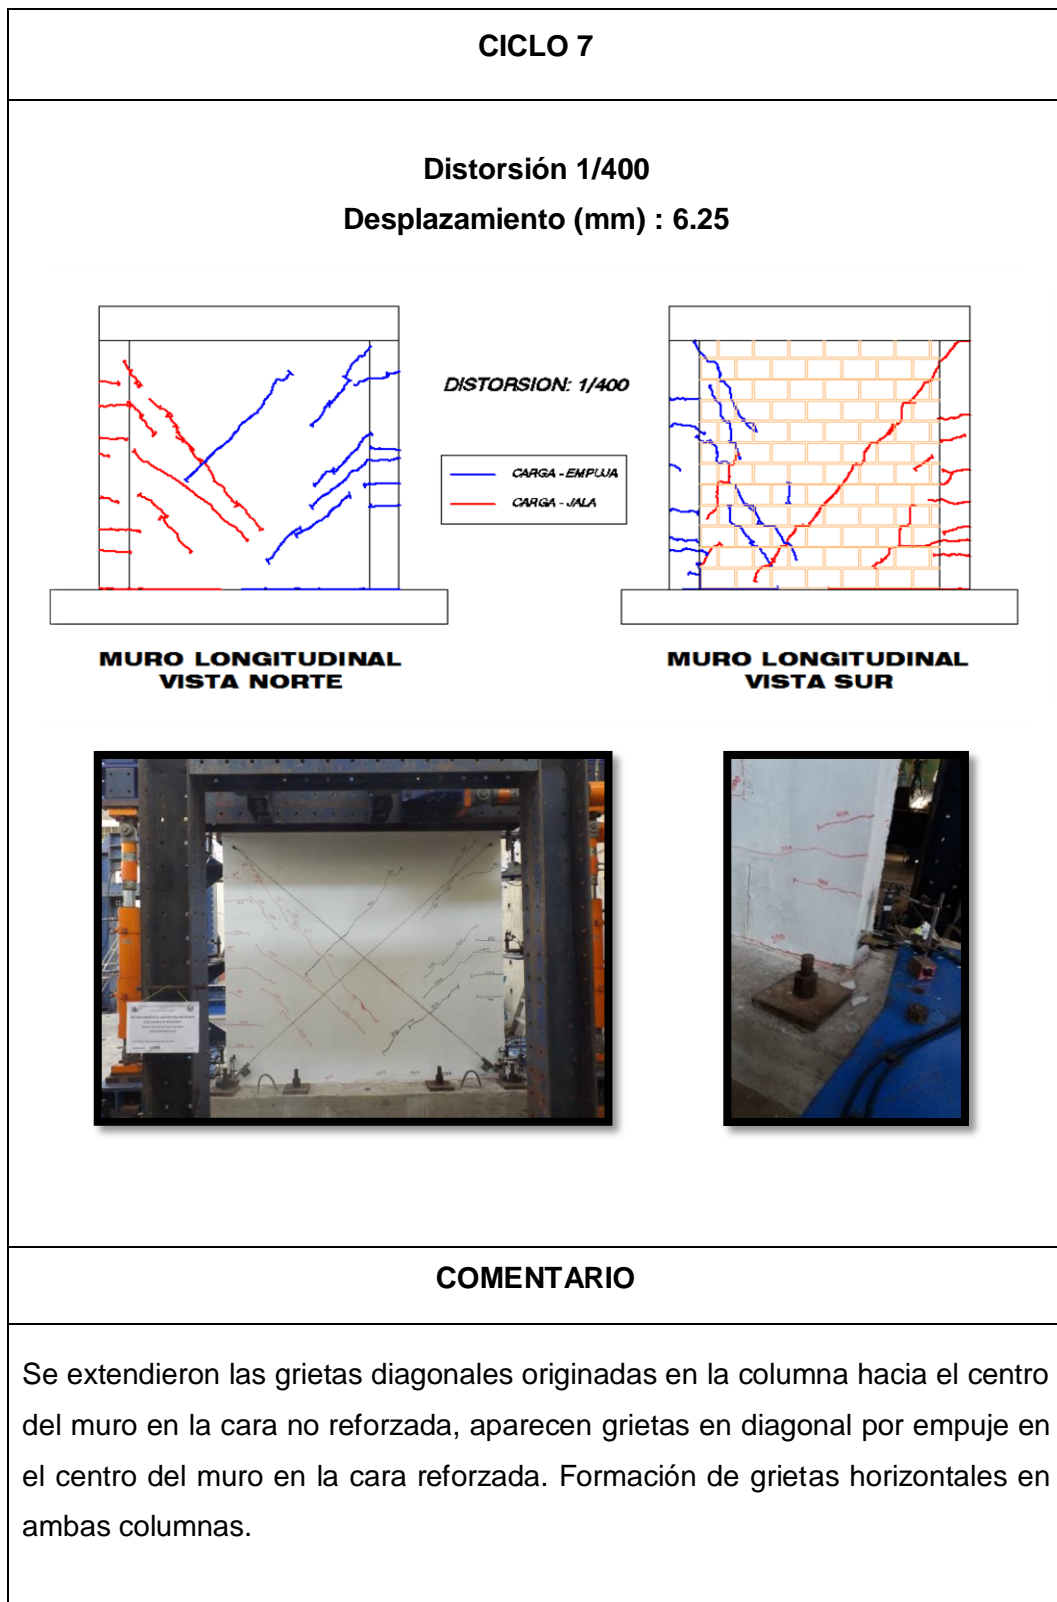 CICLO 7
Distorsión 1/400
Desplazamiento (mm) : 6.25
DISTORSION: 1/400
CARGA - EMPUJA
CARGA - JALA
MURO LONGITUDINAL
VISTA NORTE
MURO LONGITUDINAL
VISTA SUR
COMENTARIO
Se extendieron las grietas diagonales originadas en la columna hacia el centro
del muro en la cara no reforzada, aparecen grietas en diagonal por empuje en
el centro del muro en la cara reforzada. Formación de grietas horizontales en
ambas columnas.